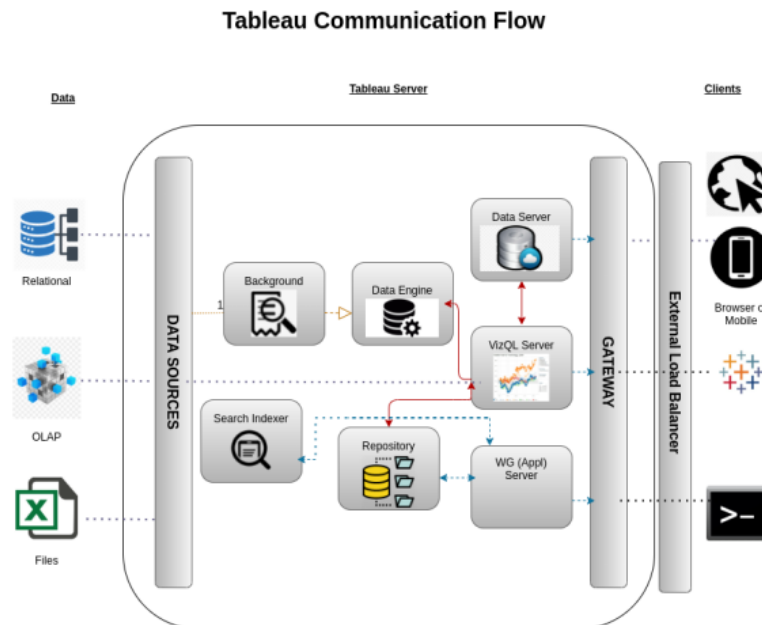 Tableau Communication Flow
Data
Tableau Server
Clients
Relational
OLAP
Files
DATA SOURCES
1
Background
Data Engine
Data Server
VizQL Server
Search Indexer
Repository
WG (Appl)
Server
GATEWAY
External Load Balancer
Browser o
Mobile
>–